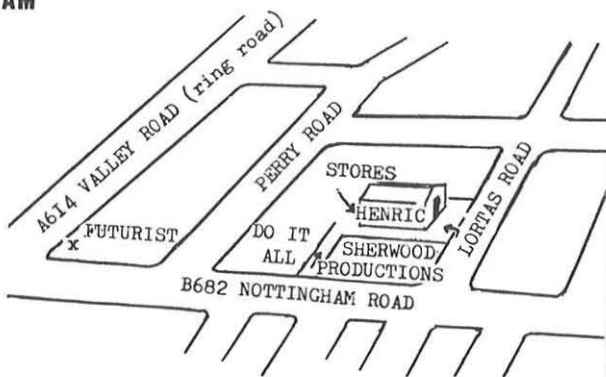 AM
A614 VALLEY ROAD (ring road)
PERRY ROAD
STORES
HENRIC
LORTAS ROAD
x FUTURIST
DO IT
ALL
SHERWOOD
PRODUCTIONS
B682 NOTTINGHAM ROAD